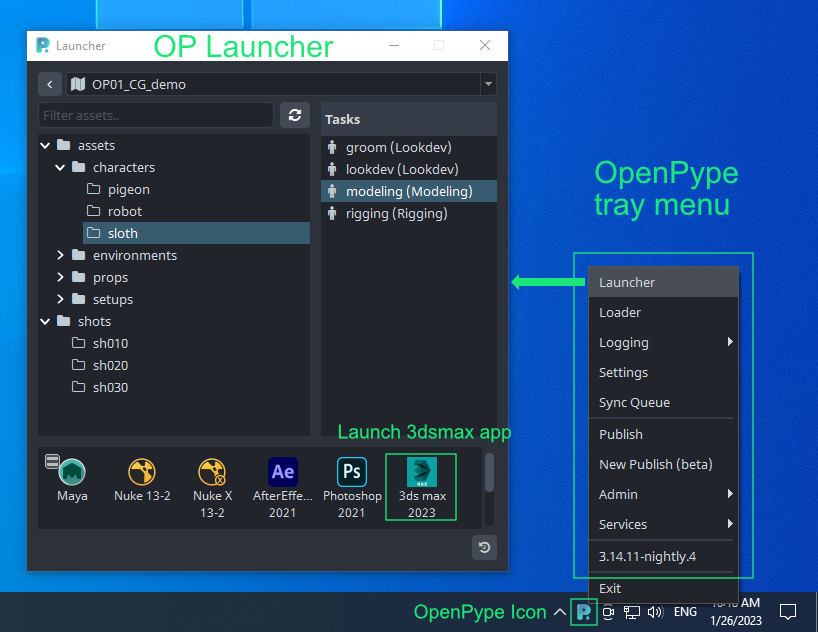 Launcher
OP Launcher
OP01_CG_demo
Filter assets..
assets
characters
pigeon
robot
sloth
environments
props
setups
shots
sh010
sh020
sh030
Tasks
groom (Lookdev)
lookdev (Lookdev)
modeling (Modeling)
rigging (Rigging)
Launch 3dsmax app
Maya
Nuke 13-2
Nuke X
13-2
Ae
AfterEffe...
2021
Ps
Photoshop
2021
MAX
3ds max
2023
OpenPype
tray menu
Launcher
Loader
Logging
Settings
Sync Queue
Publish
New Publish (beta)
Admin
Services
3.14.11-nightly.4
Exit
OpenPype Icon
ENG
AM
1/26/2023